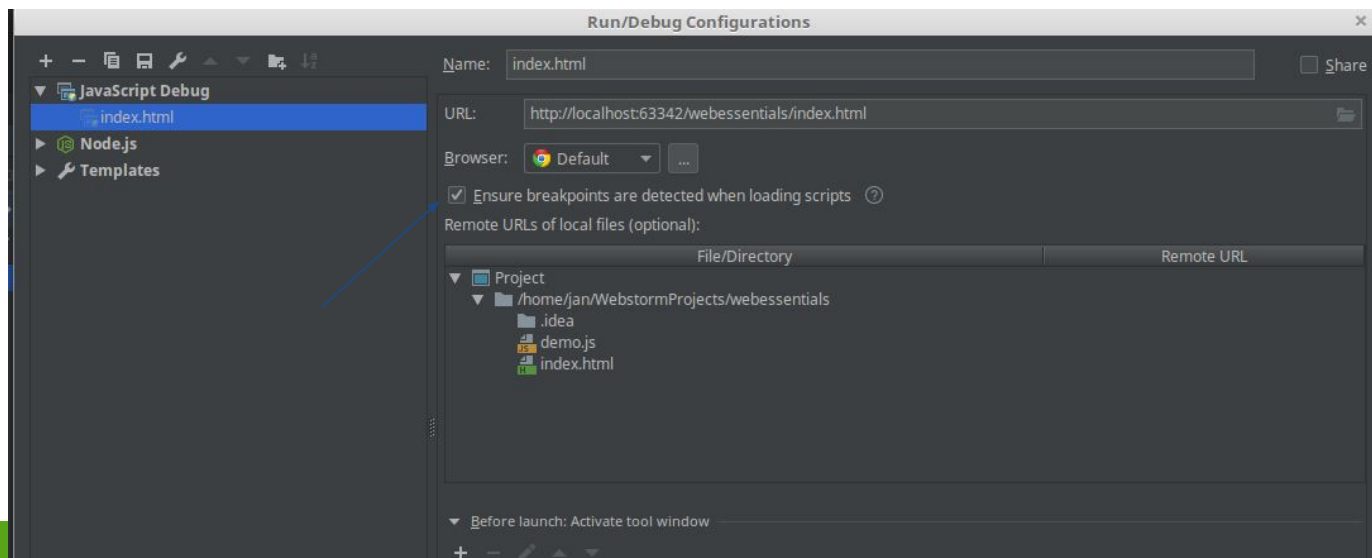 Run/Debug Configurations
Name: index.html
Share
JavaScript Debug
index.html
Node.js
Templates
URL: http://localhost:63342/webessentials/index.html
Browser: Default ...
Ensure breakpoints are detected when loading scripts ?
Remote URLs of local files (optional):
File/Directory Remote URL
Project
/home/jan/WebstormProjects/webessentials
.idea
demo.js
index.html
Before launch: Activate tool window